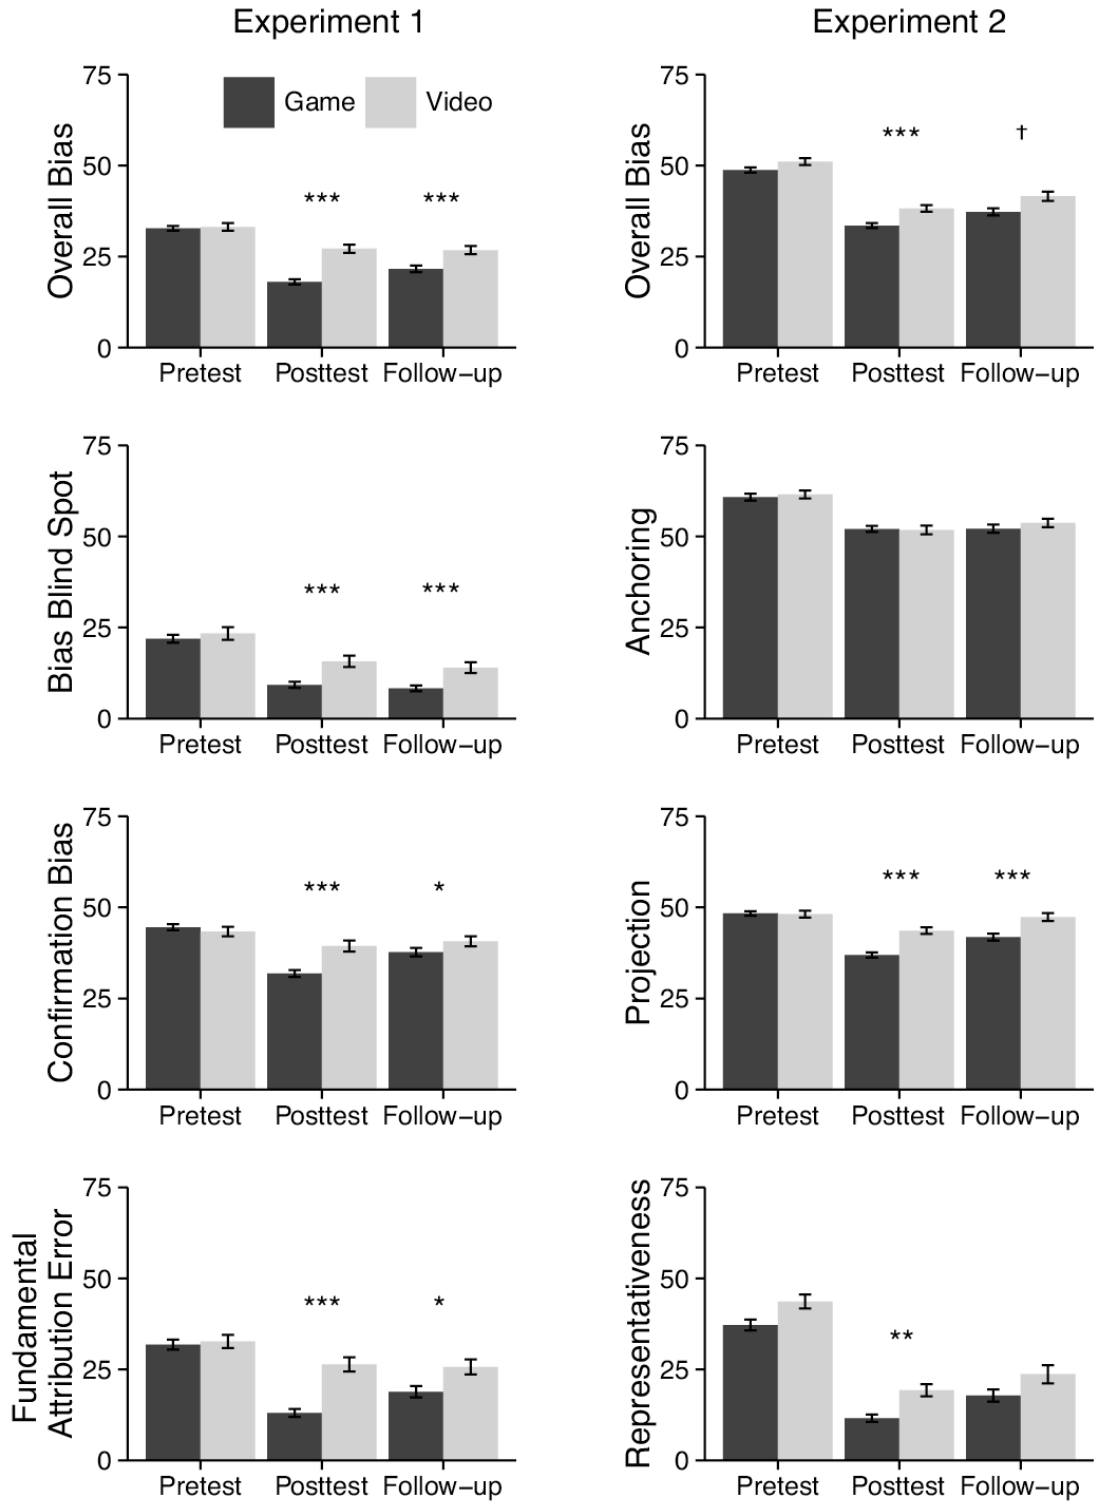 Experiment 1
Experiment 2
Overall Bias
75
50
25
0
Game
Video
***
***
Pretest
Posttest
Follow–up
Overall Bias
75
50
25
0
***
†
Pretest
Posttest
Follow–up
Bias Blind Spot
75
50
25
0
***
***
Pretest
Posttest
Follow–up
Anchoring
75
50
25
0
Pretest
Posttest
Follow–up
Confirmation Bias
75
50
25
0
***
*
Pretest
Posttest
Follow–up
Projection
75
50
25
0
***
***
Pretest
Posttest
Follow–up
Fundamental
Attribution Error
75
50
25
0
***
*
Pretest
Posttest
Follow–up
Representativeness
75
50
25
0
**
Pretest
Posttest
Follow–up